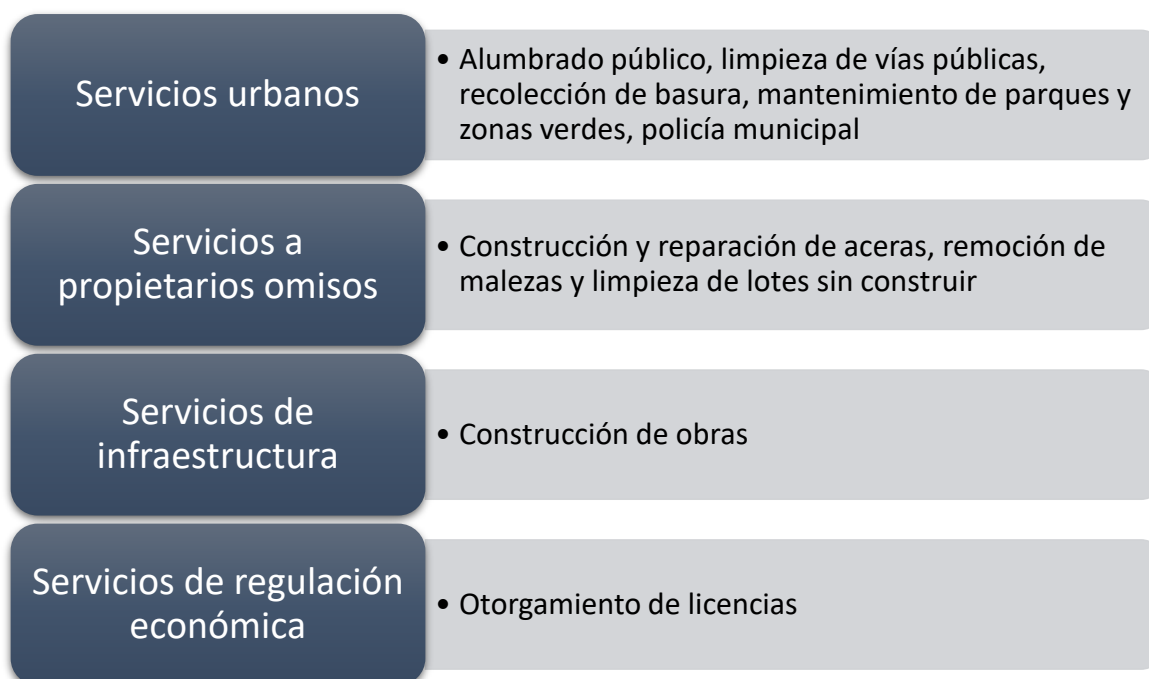 Servicios urbanos
• Alumbrado público, limpieza de vías públicas,
recolección de basura, mantenimiento de parques y
zonas verdes, policía municipal
Servicios a
propietarios omisos
• Construcción y reparación de aceras, remoción de
malezas y limpieza de lotes sin construir
Servicios de
infraestructura
• Construcción de obras
Servicios de regulación
económica
• Otorgamiento de licencias